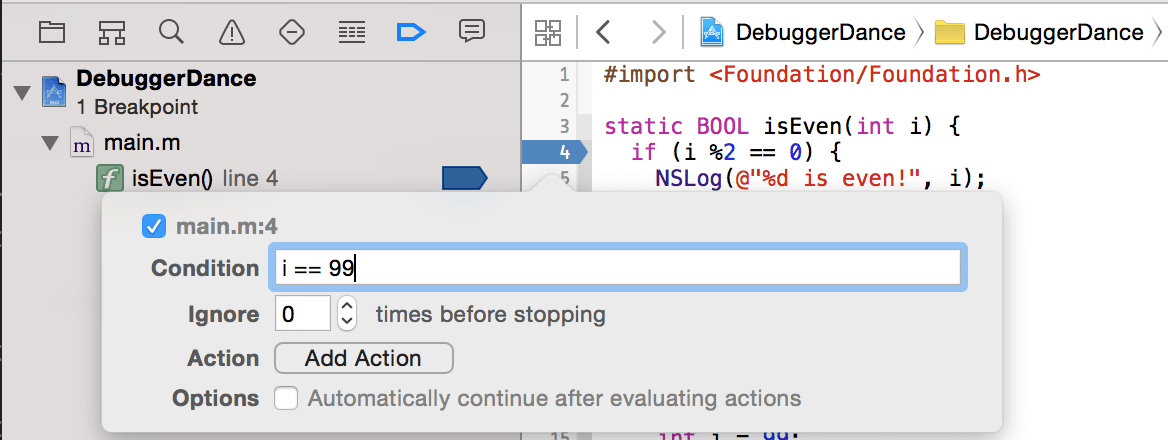 DebuggerDance
1 Breakpoint
main.m
isEven() line 4
DebuggerDance
DebuggerDance
1 #import <Foundation/Foundation.h>
2
3 static BOOL isEven(int i) {
4 if (i %2 == 0) {
5 NSLog(@"%d is even!", i);
main.m:4
Condition i == 99
Ignore 0 times before stopping
Action Add Action
Options Automatically continue after evaluating actions
15